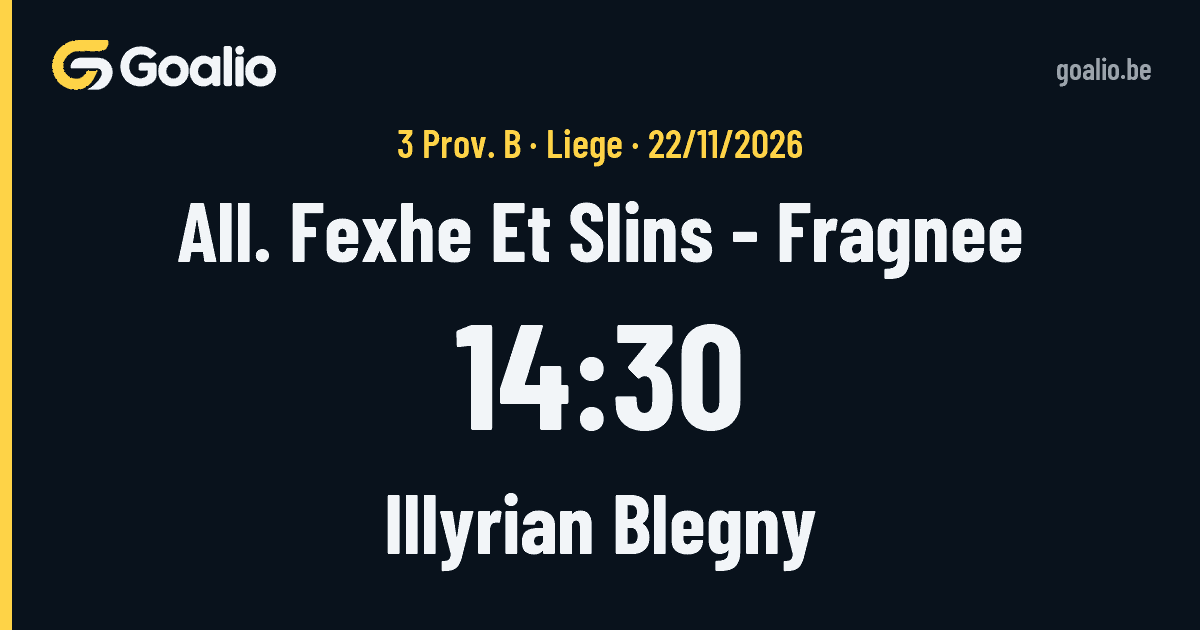 Goalio
goalio.be
3 Prov. B · Liege · 22/11/2026
All. Fexhe Et Slins - Fragnee
14:30
Illyrian Blegny